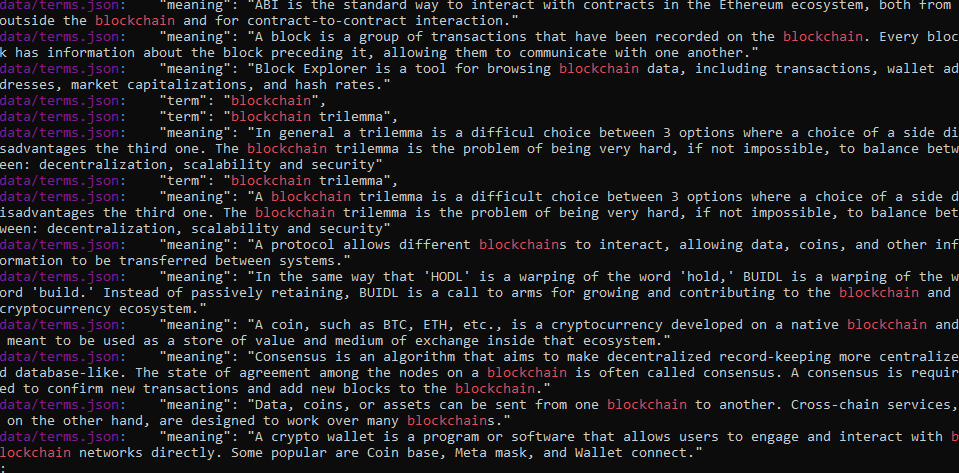 data/terms.json:    "meaning": "ABI is the standard way to interact with contracts in the Ethereum ecosystem, both from
outside the blockchain and for contract-to-contract interaction."
data/terms.json:    "meaning": "A block is a group of transactions that have been recorded on the blockchain. Every bloc
k has information about the block preceding it, allowing them to communicate with one another."
data/terms.json:    "meaning": "Block Explorer is a tool for browsing blockchain data, including transactions, wallet ad
dresses, market capitalizations, and hash rates."
data/terms.json:    "term": "blockchain",
data/terms.json:    "term": "blockchain trilemma",
data/terms.json:    "meaning": "In general a trilemma is a difficul choice between 3 options where a choice of a side di
sadvantages the third one. The blockchain trilemma is the problem of being very hard, if not impossible, to balance betw
een: decentralization, scalability and security"
data/terms.json:    "term": "blockchain trilemma",
data/terms.json:    "meaning": "A blockchain trilemma is a difficult choice between 3 options where a choice of a side d
isadvantages the third one. The blockchain trilemma is the problem of being very hard, if not impossible, to balance bet
ween: decentralization, scalability and security"
data/terms.json:    "meaning": "A protocol allows different blockchains to interact, allowing data, coins, and other inf
ormation to be transferred between systems."
data/terms.json:    "meaning": "In the same way that 'HODL' is a warping of the word 'hold,' BUIDL is a warping of the w
ord 'build.' Instead of passively retaining, BUIDL is a call to arms for growing and contributing to the blockchain and
cryptocurrency ecosystem."
data/terms.json:    "meaning": "A coin, such as BTC, ETH, etc., is a cryptocurrency developed on a native blockchain and
 meant to be used as a store of value and medium of exchange inside that ecosystem."
data/terms.json:    "meaning": "Consensus is an algorithm that aims to make decentralized record-keeping more centralize
d database-like. The state of agreement among the nodes on a blockchain is often called consensus. A consensus is requir
ed to confirm new transactions and add new blocks to the blockchain."
data/terms.json:    "meaning": "Data, coins, or assets can be sent from one blockchain to another. Cross-chain services,
 on the other hand, are designed to work over many blockchains."
data/terms.json:    "meaning": "A crypto wallet is a program or software that allows users to engage and interact with b
lockchain networks directly. Some popular are Coin base, Meta mask, and Wallet connect."
: